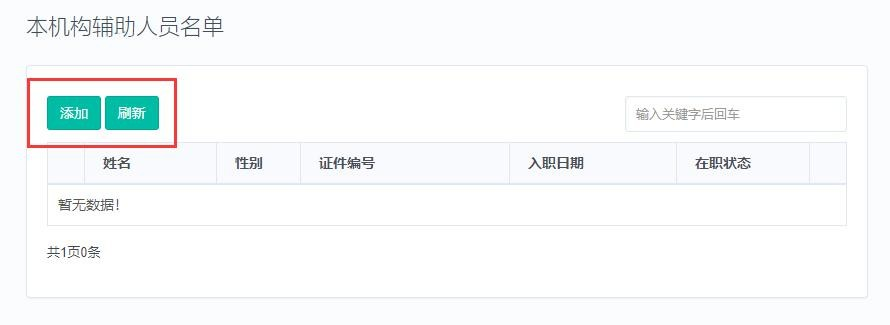 本机构辅助人员名单
添加 刷新 输入关键字后回车
姓名 性别 证件编号 入职日期 在职状态
暂无数据！
共1页0条